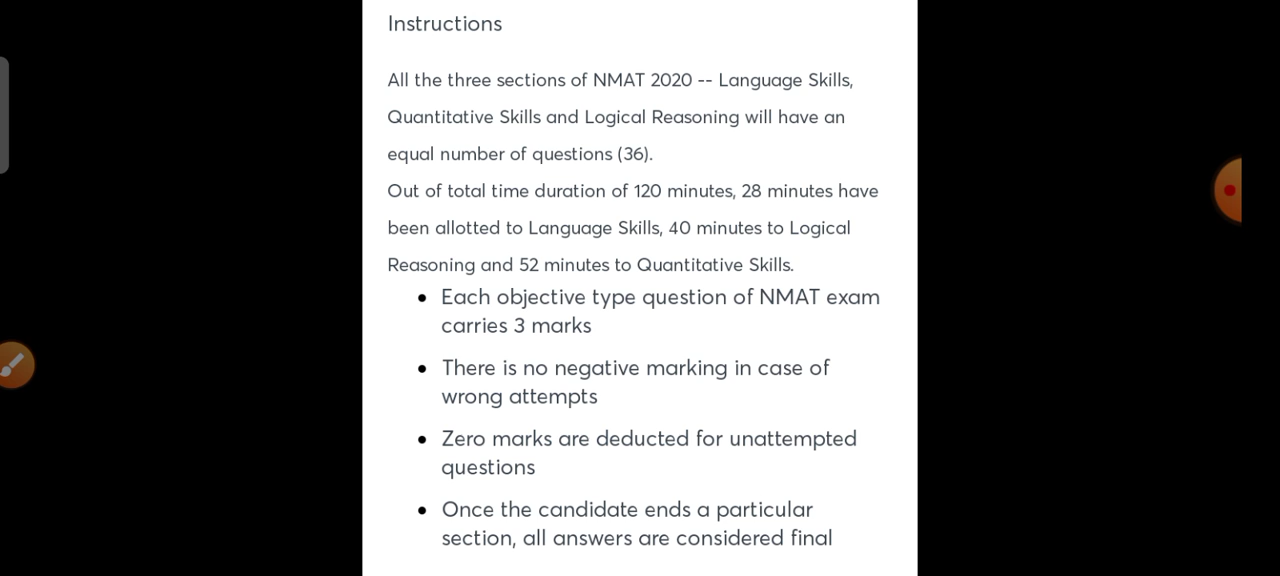 Instructions
All the three sections of NMAT 2020 -- Language Skills,
Quantitative Skills and Logical Reasoning will have an
equal number of questions (36).
Out of total time duration of 120 minutes, 28 minutes have
been allotted to Language Skills, 40 minutes to Logical
Reasoning and 52 minutes to Quantitative Skills.
• Each objective type question of NMAT exam
carries 3 marks
• There is no negative marking in case of
wrong attempts
• Zero marks are deducted for unattempted
questions
• Once the candidate ends a particular
section, all answers are considered final